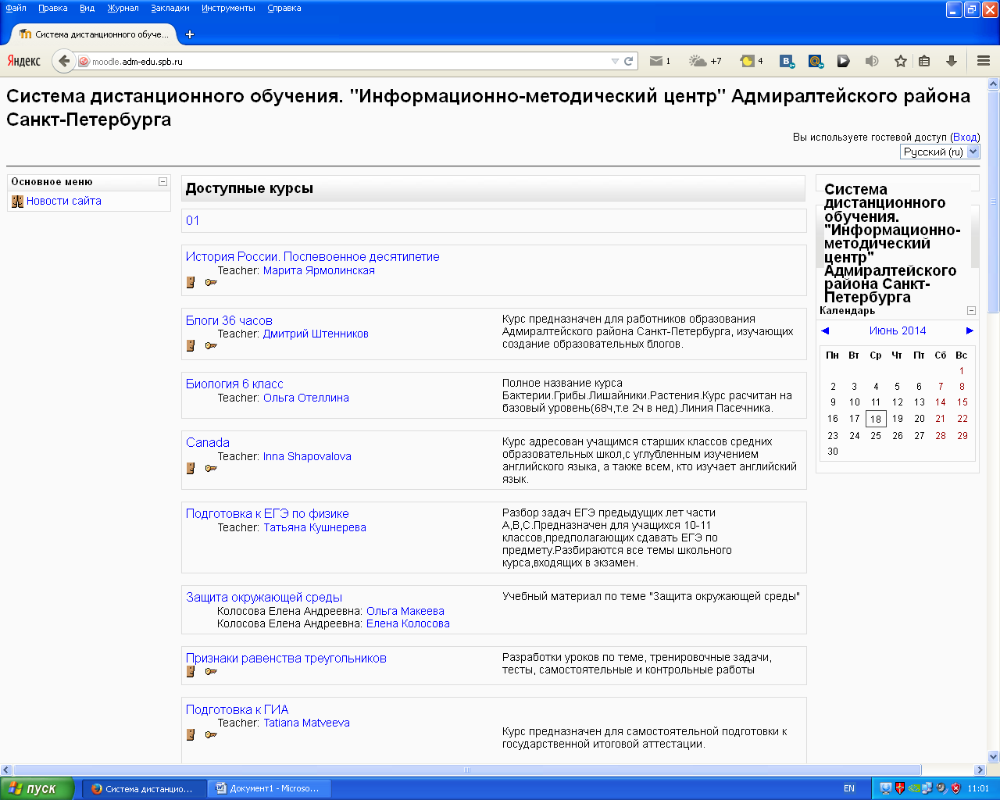 Файл Правка Вид Журнал Закладки Инструменты Справка
Система дистанционного обуче...
Яндекс moodle.adm-edu.spb.ru 1 +7 4
Система дистанционного обучения. "Информационно-методический центр" Адмиралтейского района
Санкт-Петербурга
Вы используете гостевой доступ (Вход)
Русский (ru)
Основное меню
Новости сайта
Доступные курсы
01
История России. Послевоенное десятилетие
Teacher: Марита Ярмолинская
Блоги 36 часов
Teacher: Дмитрий Штенников
Курс предназначен для работников образования
Адмиралтейского района Санкт-Петербурга, изучающих
создание образовательных блогов.
Биология 6 класс
Teacher: Ольга Отеллина
Полное название курса
Бактерии.Грибы.Лишайники.Растения.Курс расчитан на
базовый уровень(68ч,т.е 2ч в нед).Линия Пасечника.
Canada
Teacher: Inna Shapovalova
Курс адресован учащимся старших классов средних
образовательных школ,с углубленным изучением
английского языка, а также всем, кто изучает английский
язык.
Подготовка к ЕГЭ по физике
Teacher: Татьяна Кушнерева
Разбор задач ЕГЭ предыдущих лет части
А,В,С.Предназначен для учащихся 10-11
классов,предполагающих сдавать ЕГЭ по
предмету.Разбираются все темы школьного
курса,входящих в экзамен.
Защита окружающей среды
Колосова Елена Андреевна: Ольга Макеева
Колосова Елена Андреевна: Елена Колосова
Учебный материал по теме "Защита окружающей среды"
Признаки равенства треугольников
Разработки уроков по теме, тренировочные задачи,
тесты, самостоятельные и контрольные работы
Подготовка к ГИА
Teacher: Tatiana Matveeva
Курс предназначен для самостоятельной подготовки к
государственной итоговой аттестации.
Система
дистанционного
обучения.
"Информационно-
методический
центр"
Адмиралтейского
района Санкт-
Петербурга
Календарь
Июнь 2014
Пн Вт Ср Чт Пт Сб Вс
1
2 3 4 5 6 7 8
9 10 11 12 13 14 15
16 17 18 19 20 21 22
23 24 25 26 27 28 29
30
пуск Система дистанцио... Документ1 - Microso... EN 11:01